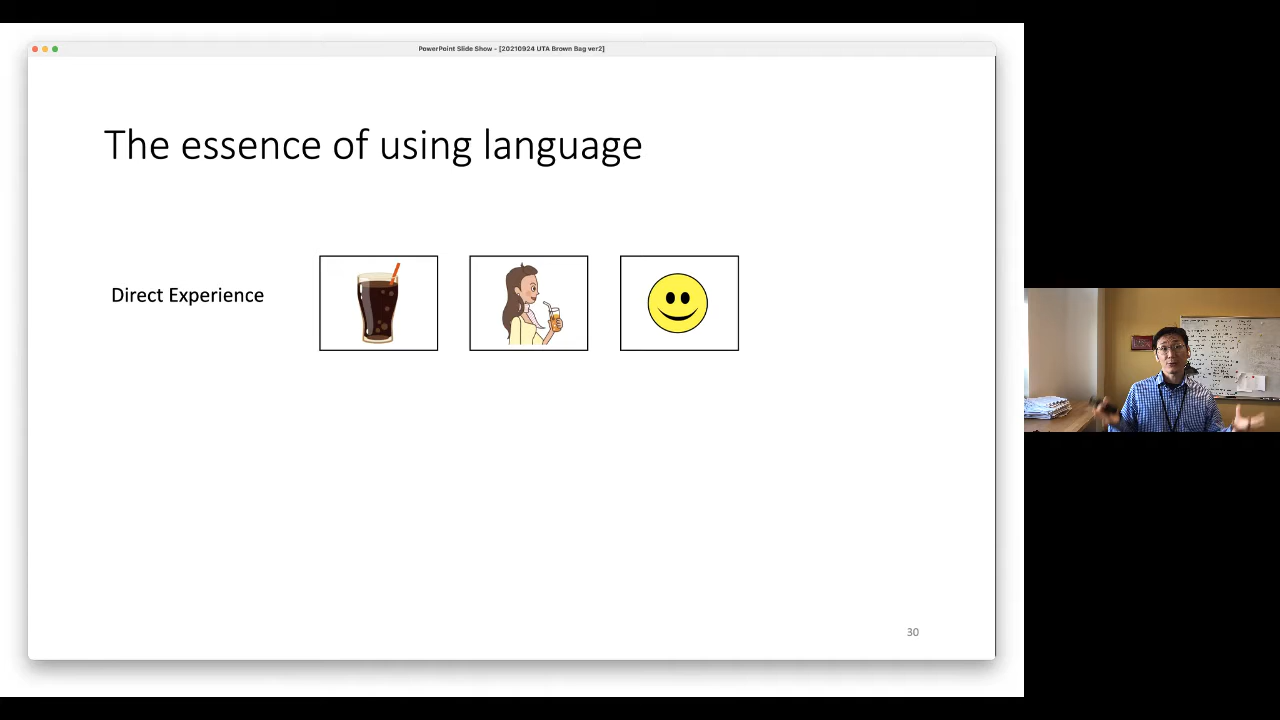 PowerPoint Slide Show - [20210924 UTA Brown Bag ver2]
The essence of using language
Direct Experience
30